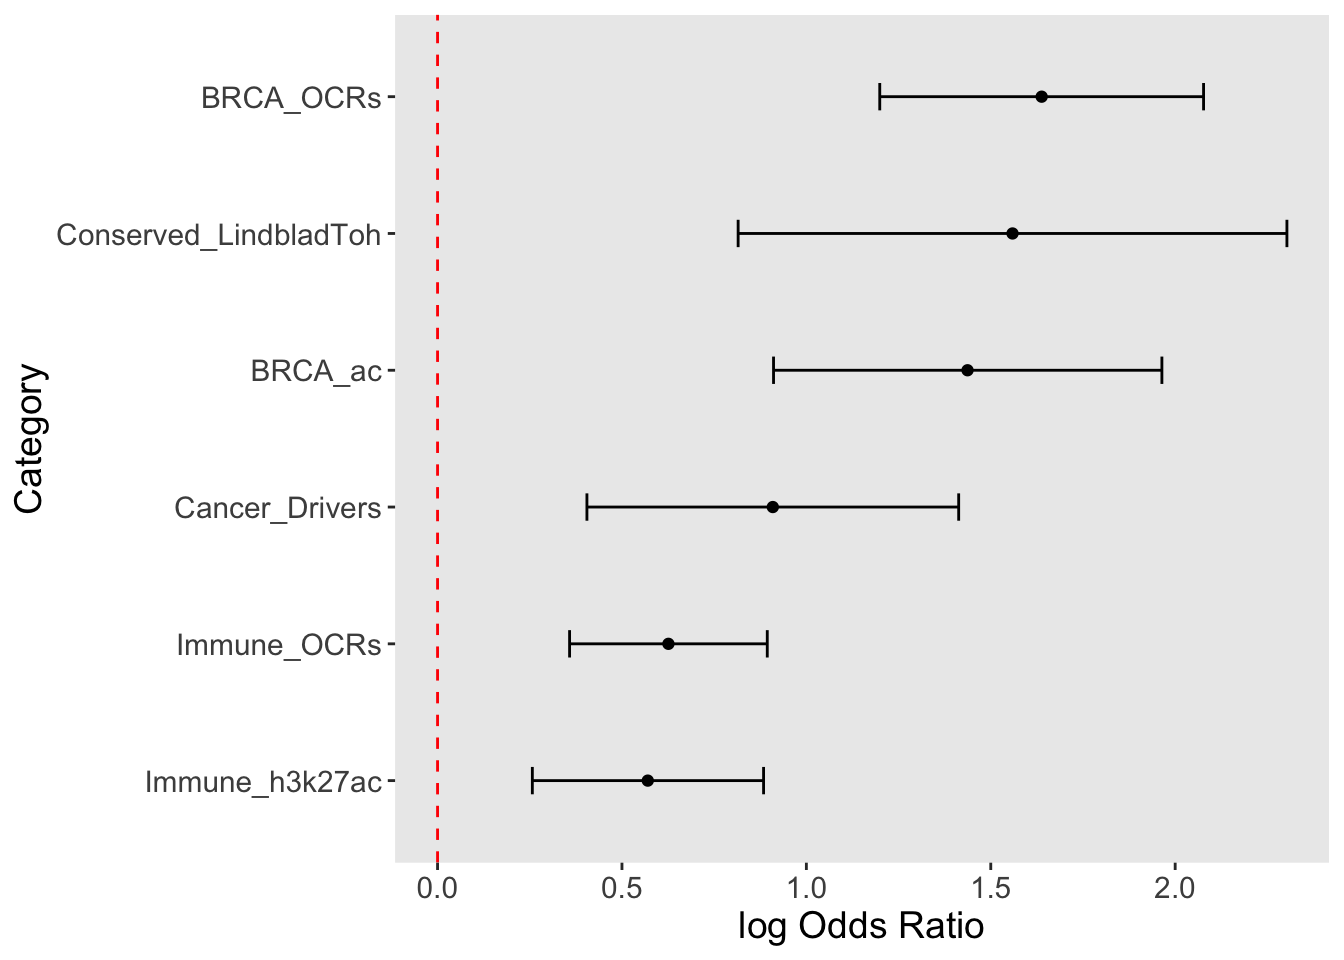 BRCA_OCRs
Conserved_LindbladToh
BRCA_ac
Cancer_Drivers
Immune_OCRs
Immune_h3k27ac
Category
0.0 0.5 1.0 1.5 2.0
log Odds Ratio